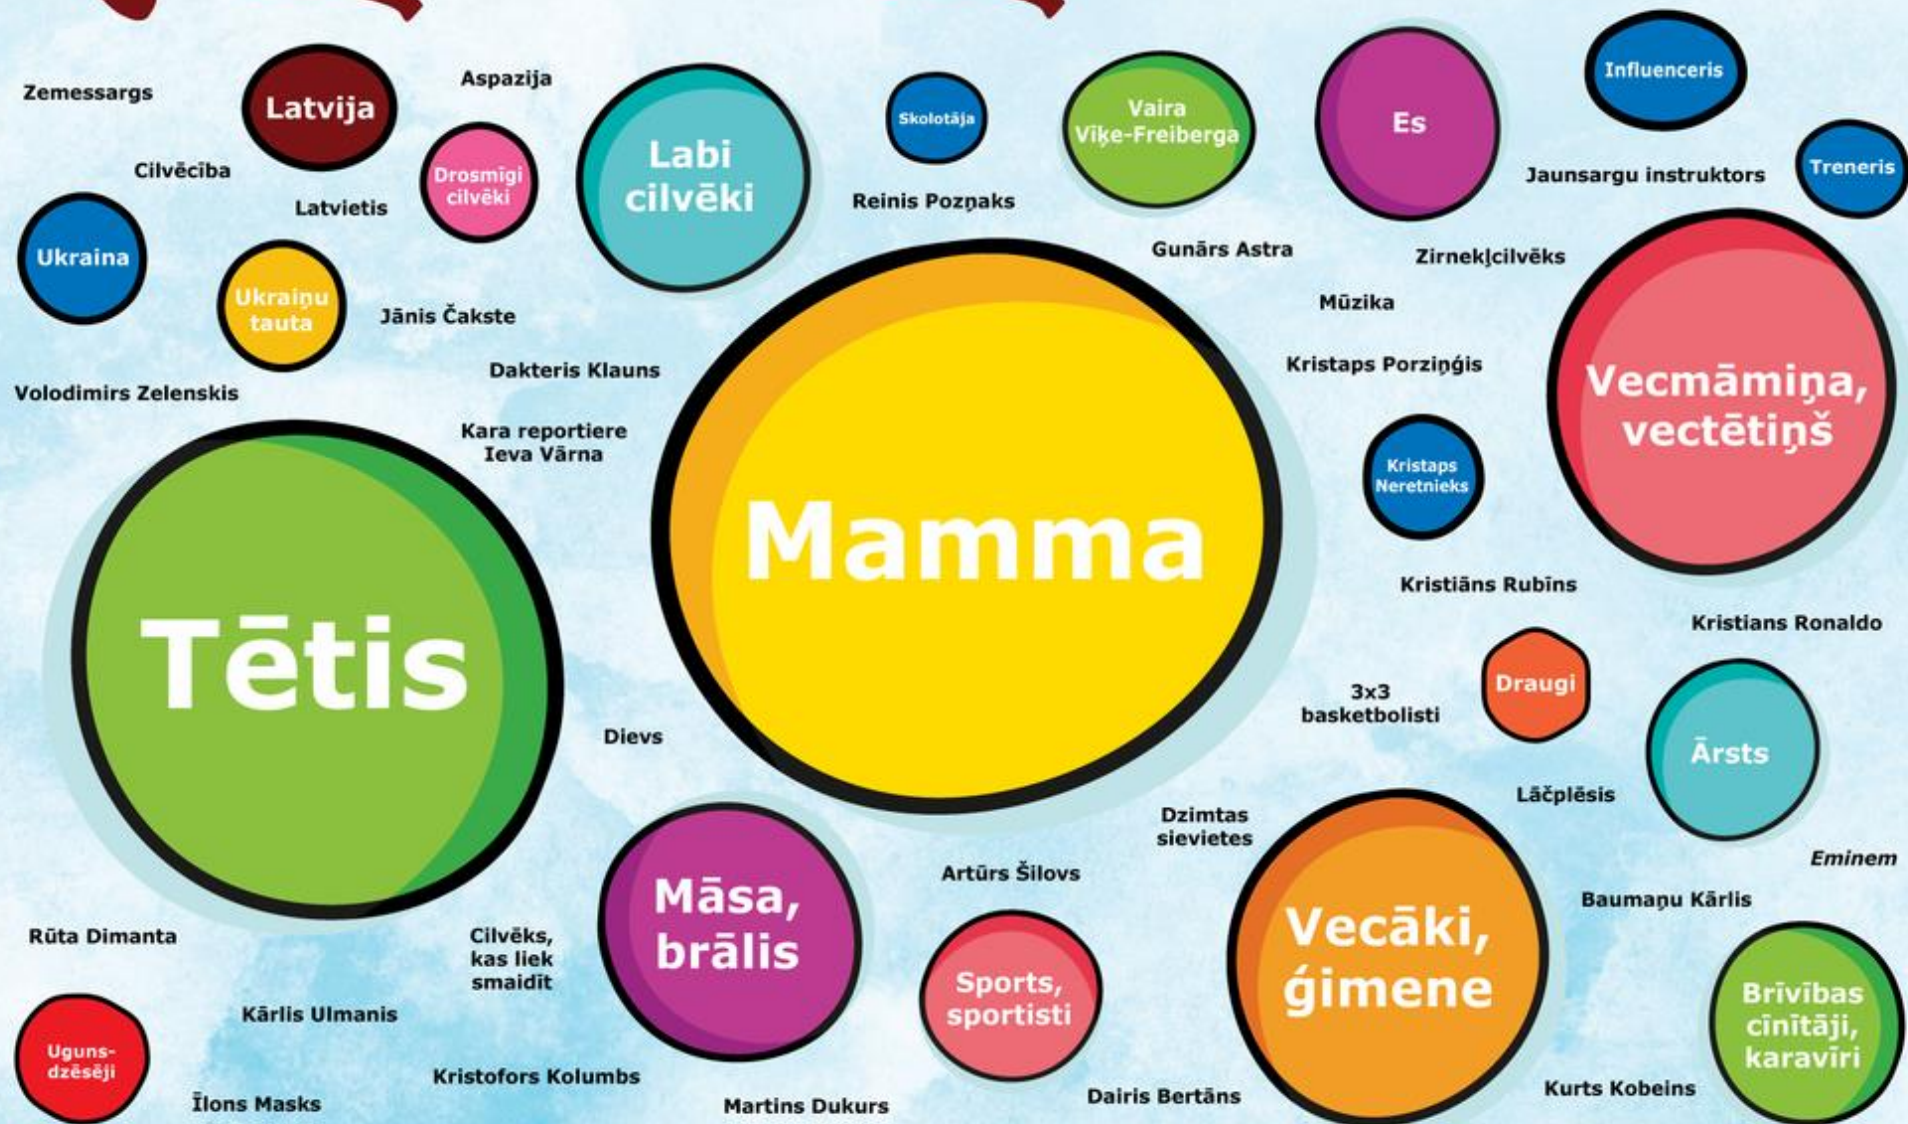 Zemessargs
Latvija
Aspazija
Cilvēcība
Latvietis
Drosmīgi
cilvēki
Labi
cilvēki
Skolotāja
Reinis Pozņaks
Vaira
Vīķe-Freiberga
Es
Influenceris
Jaunsargu instruktors
Treneris
Ukraina
Ukraiņu
tauta
Jānis Čakste
Gunārs Astra
Zirnekļcilvēks
Mūzika
Volodimirs Zelenskis
Dakteris Klauns
Kara reportiere
Ieva Vārna
Kristaps Porziņģis
Vecmāmiņa,
vectētiņš
Kristaps
Neretnieks
Mamma
Tētis
Kristiāns Rubīns
Kristians Ronaldo
3x3
basketbolisti
Draugi
Ārsts
Dievs
Lāčplēsis
Dzimtas
sievietes
Eminem
Artūrs Šilovs
Baumaņu Kārlis
Rūta Dimanta
Cilvēks,
kas liek
smaidīt
Māsa,
brālis
Sports,
sportisti
Vecāki,
ģimene
Brīvības
cīnītāji,
karavīri
Kārlis Ulmanis
Uguns-
dzēsēji
Īlons Masks
Kristofors Kolumbs
Martins Dukurs
Dairis Bertāns
Kurts Kobeins